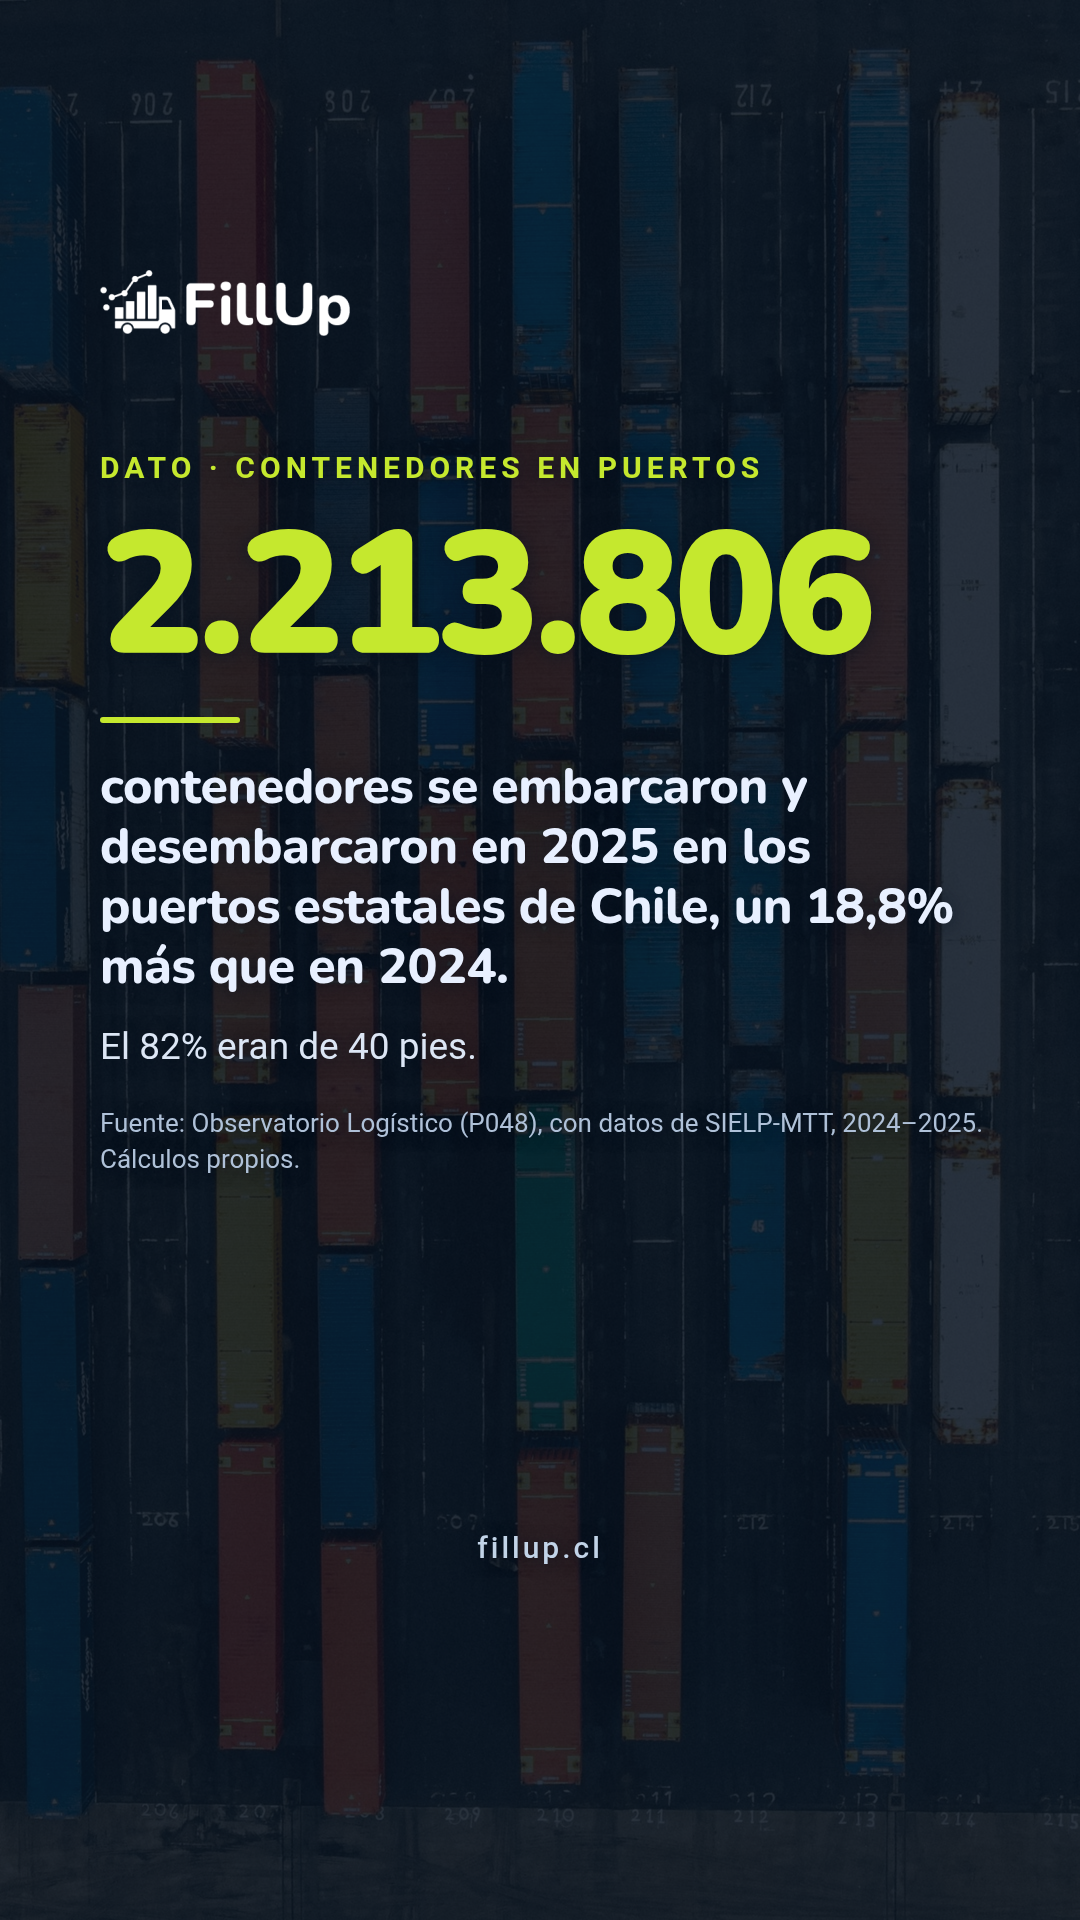 FillUp
DATO · CONTENEDORES EN PUERTOS
2.213.806
contenedores se embarcaron y
desembarcaron en 2025 en los
puertos estatales de Chile, un 18,8%
más que en 2024.
El 82% eran de 40 pies.
Fuente: Observatorio Logístico (P048), con datos de SIELP-MTT, 2024–2025.
Cálculos propios.
fillup.cl